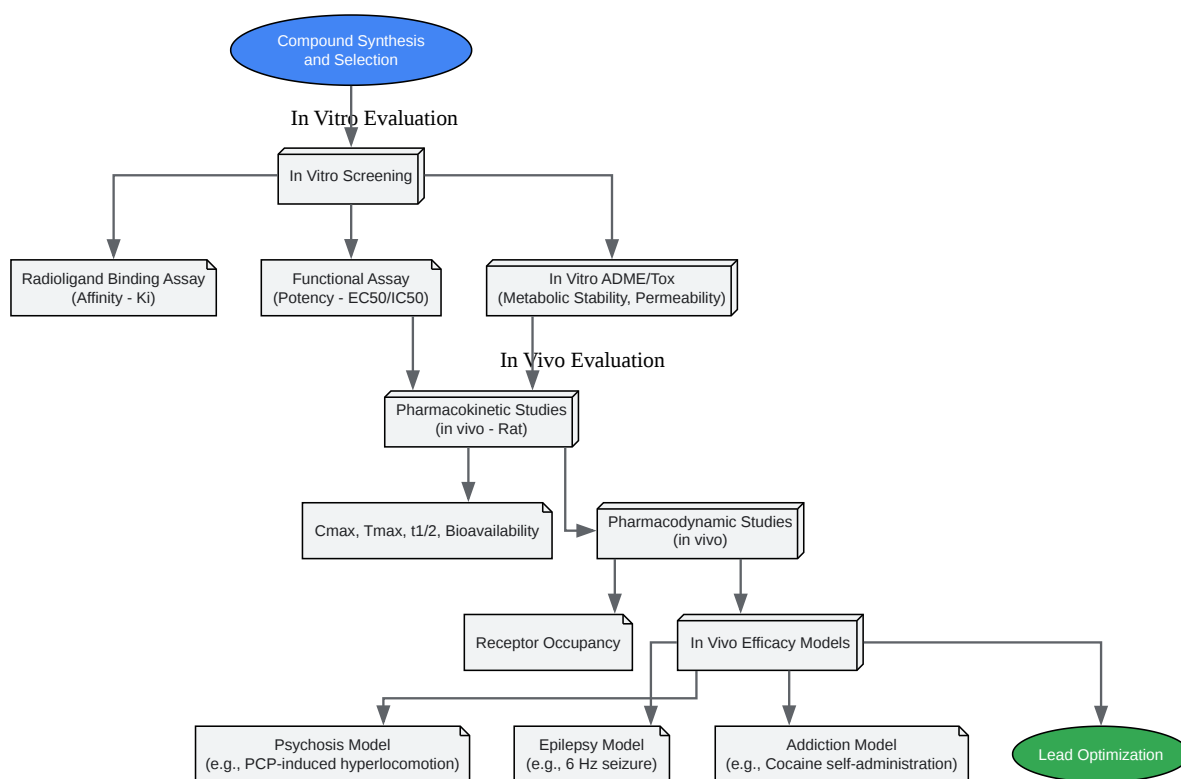 Compound Synthesis
and Selection
In Vitro Evaluation
In Vitro Screening
Radioligand Binding Assay
(Affinity - Ki)
Functional Assay
(Potency - EC50/IC50)
In Vitro ADME/Tox
(Metabolic Stability, Permeability)
In Vivo Evaluation
Pharmacokinetic Studies
(in vivo - Rat)
Cmax, Tmax, t1/2, Bioavailability
Pharmacodynamic Studies
(in vivo)
Receptor Occupancy
In Vivo Efficacy Models
Psychosis Model
(e.g., PCP-induced hyperlocomotion)
Epilepsy Model
(e.g., 6 Hz seizure)
Addiction Model
(e.g., Cocaine self-administration)
Lead Optimization